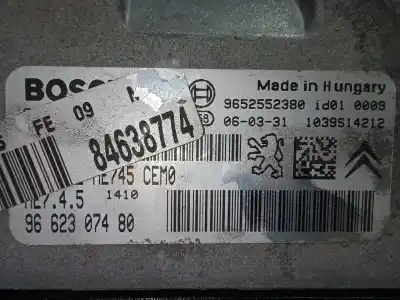 BOSC
Made in Hungary
9652552380 id01 0009
06-03-31 1039S14212
FE 09
84638774
ME745 CEM0
ME7.4.5 1410
96 623 074 80